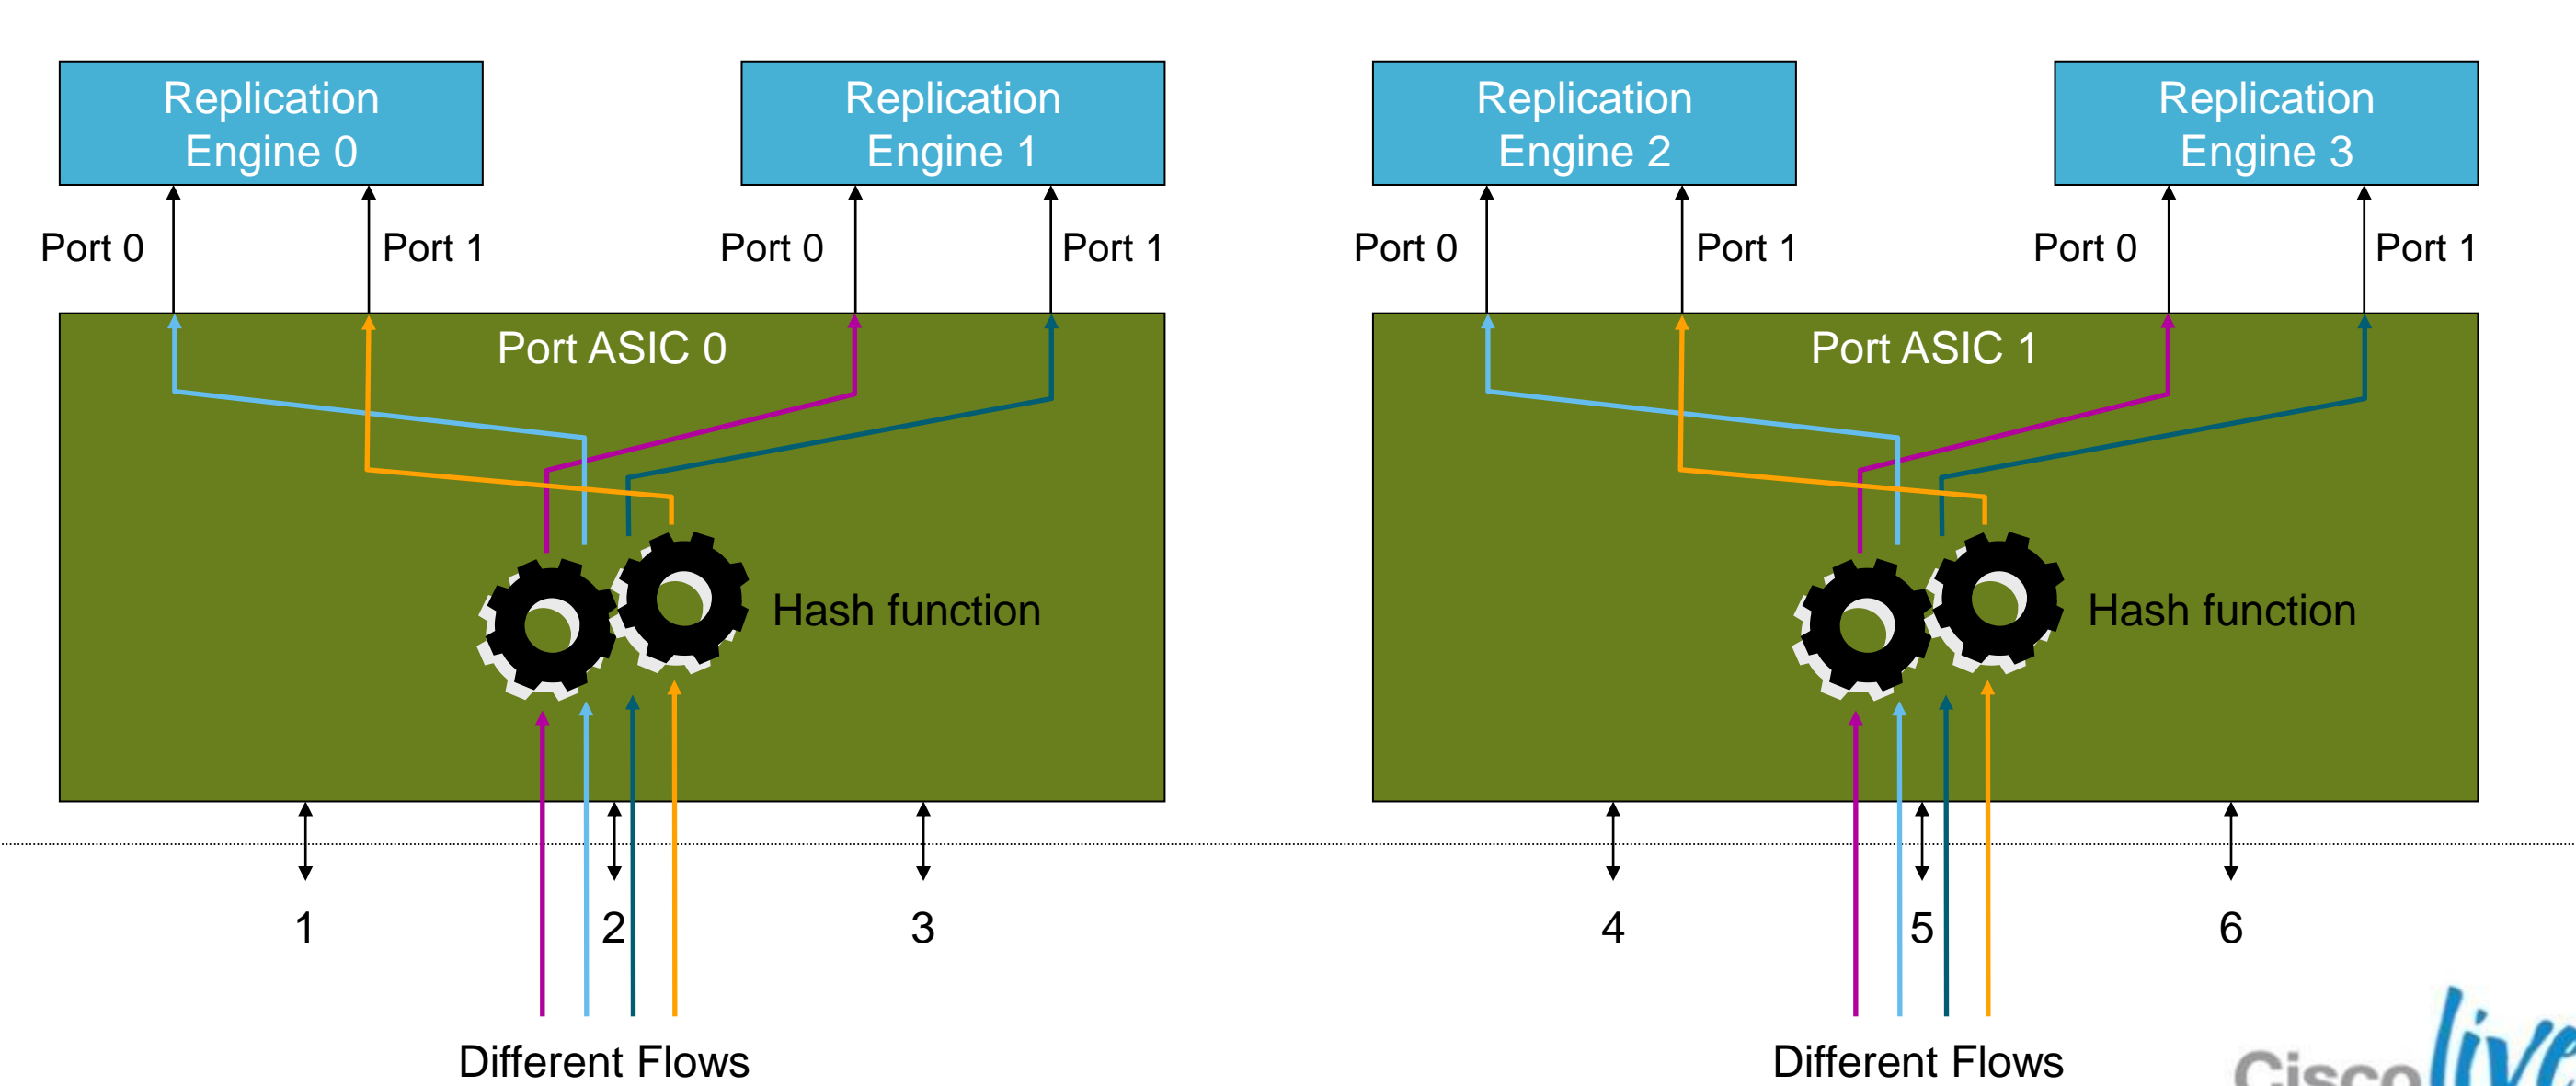 Replication
Engine 0
Replication
Engine 1
Replication
Engine 2
Replication
Engine 3
Port 0
Port 1
Port 0
Port 1
Port 0
Port 1
Port 0
Port 1
Port ASIC 0
Port ASIC 1
Hash function
Hash function
1
2
3
4
5
6
Different Flows
Different Flows
Cisco live